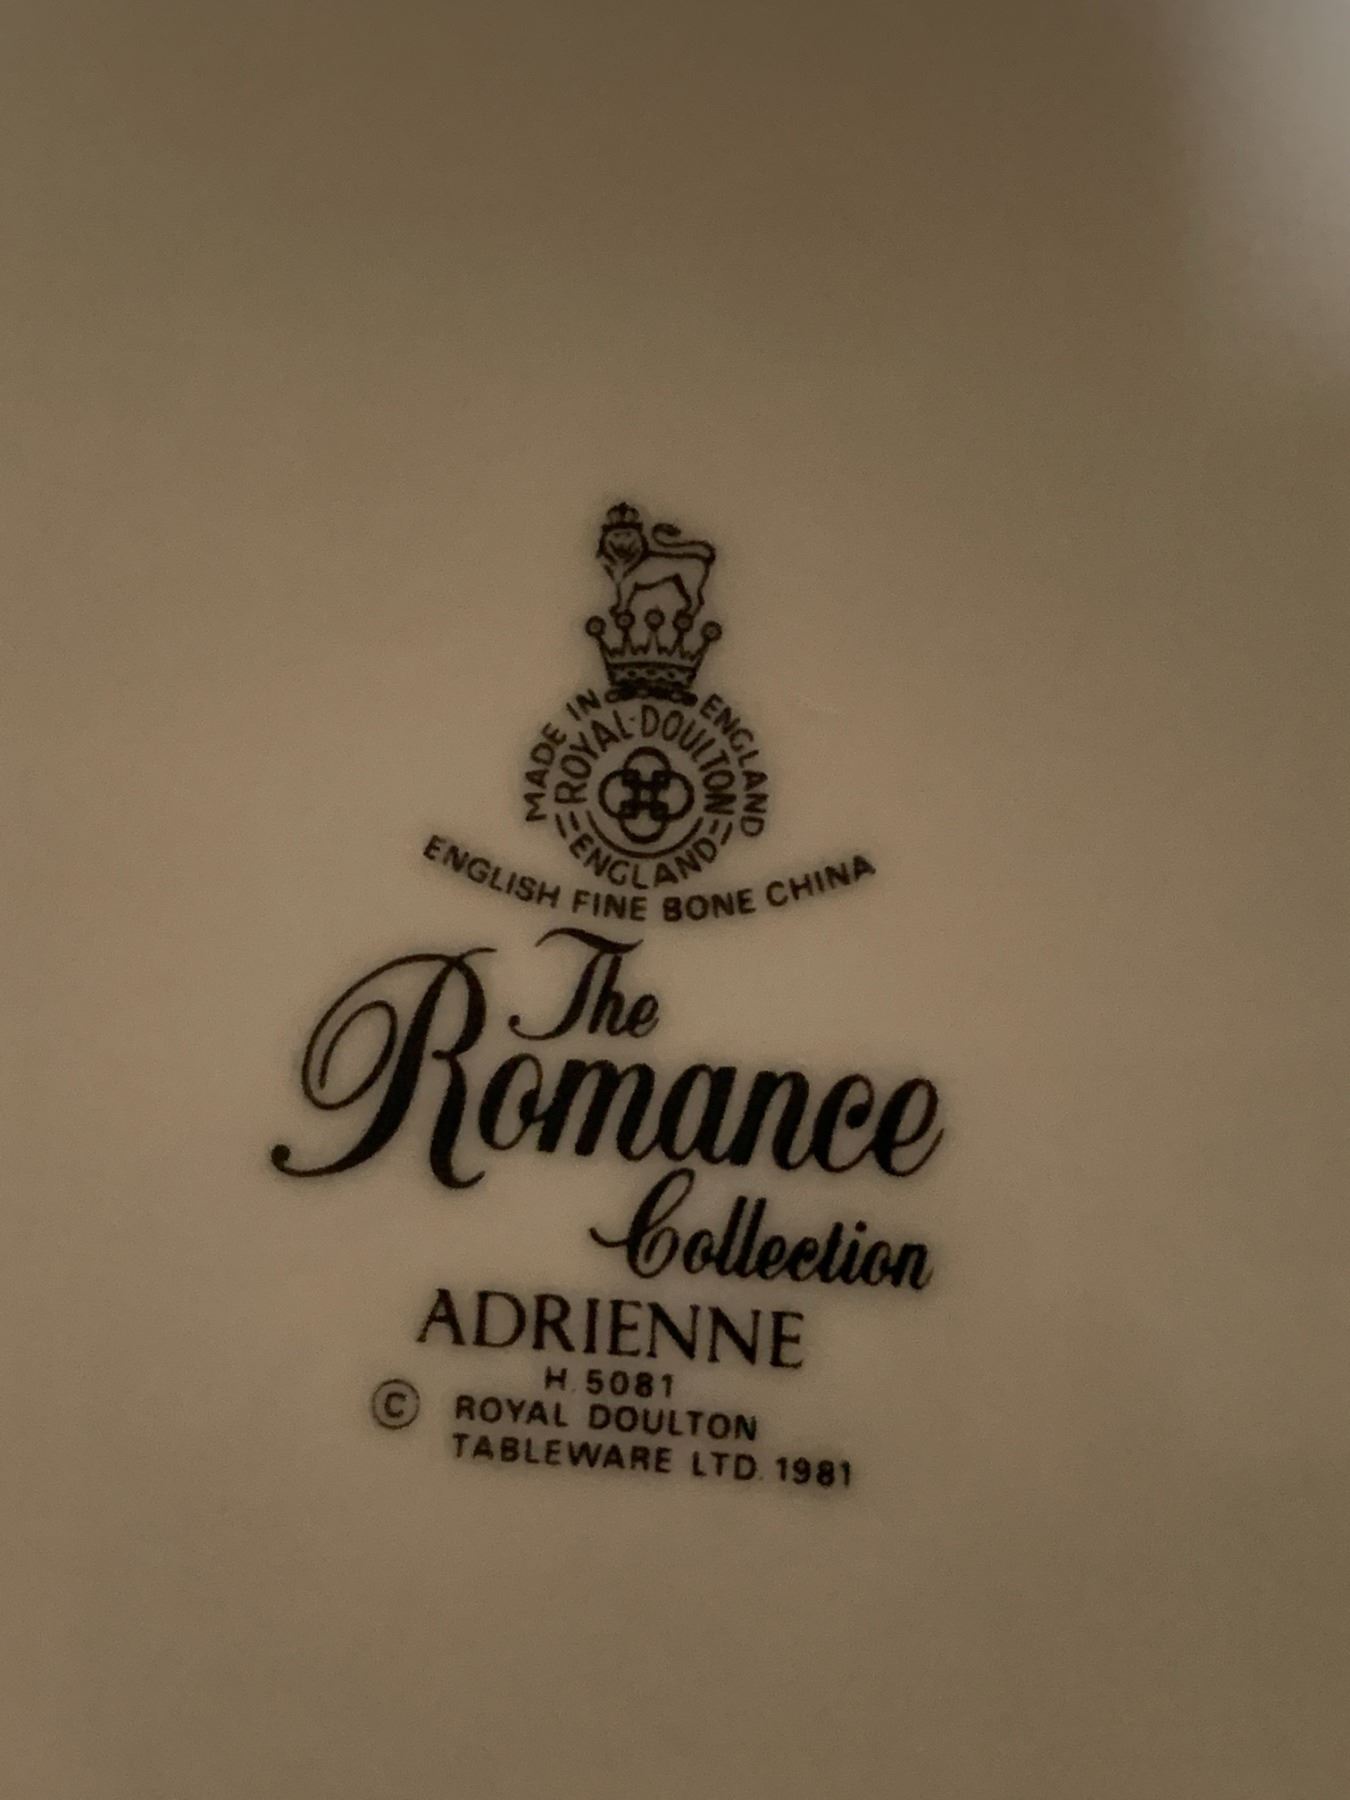 MADE IN ENGLAND
ROYAL·DOULTON
ENGLAND
ENGLISH FINE BONE CHINA
The
Romance
Collection
ADRIENNE
H. 5081
© ROYAL DOULTON
TABLEWARE LTD. 1981